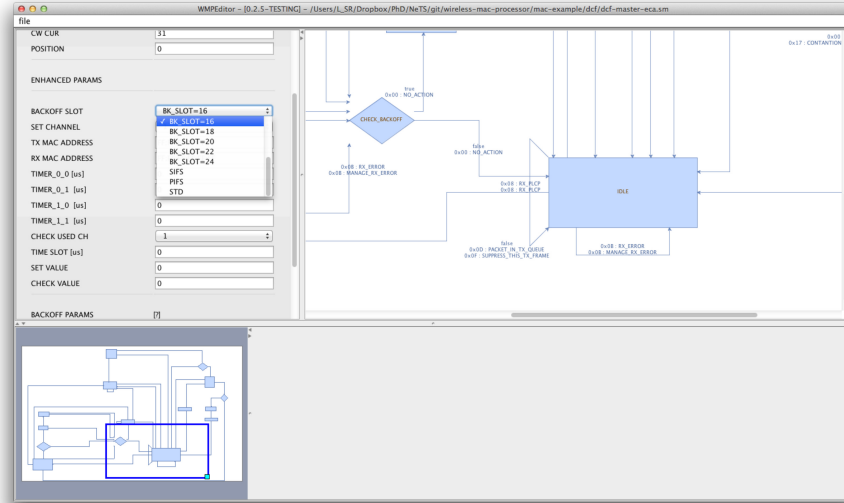 WMPEditor - [0.2.5-TESTING] - /Users/L_SR/Dropbox/PhD/NeTS/git/wireless-mac-processor/mac-example/dcf/dcf-master-eca.sm
file
CW CUR 31
POSITION 0
ENHANCED PARAMS
BACKOFF SLOT BK_SLOT=16
✓ BK_SLOT=16
BK_SLOT=18
BK_SLOT=20
BK_SLOT=22
BK_SLOT=24
SIFS
PIFS
STD
SET CHANNEL
TX MAC ADDRESS
RX MAC ADDRESS
TIMER_0_0 [us]
TIMER_0_1 [us]
TIMER_1_0 [us] 0
TIMER_1_1 [us] 0
CHECK USED CH 1
TIME SLOT [us] 0
SET VALUE 0
CHECK VALUE 0
BACKOFF PARAMS [?]
0x00
0x17 : CONTANTION
true
0x00 : NO_ACTION
CHECK_BACKOFF
false
0x00 : NO_ACTION
0x0B : RX_ERROR
0x0B : MANAGE_RX_ERROR
0x08 : RX_PLCP
0x08 : RX_PLCP
IDLE
false
0x0D : PACKET_IN_TX_QUEUE
0x0F : SUPPRESS_THIS_TX_FRAME
0x0B : RX_ERROR
0x0B : MANAGE_RX_ERROR